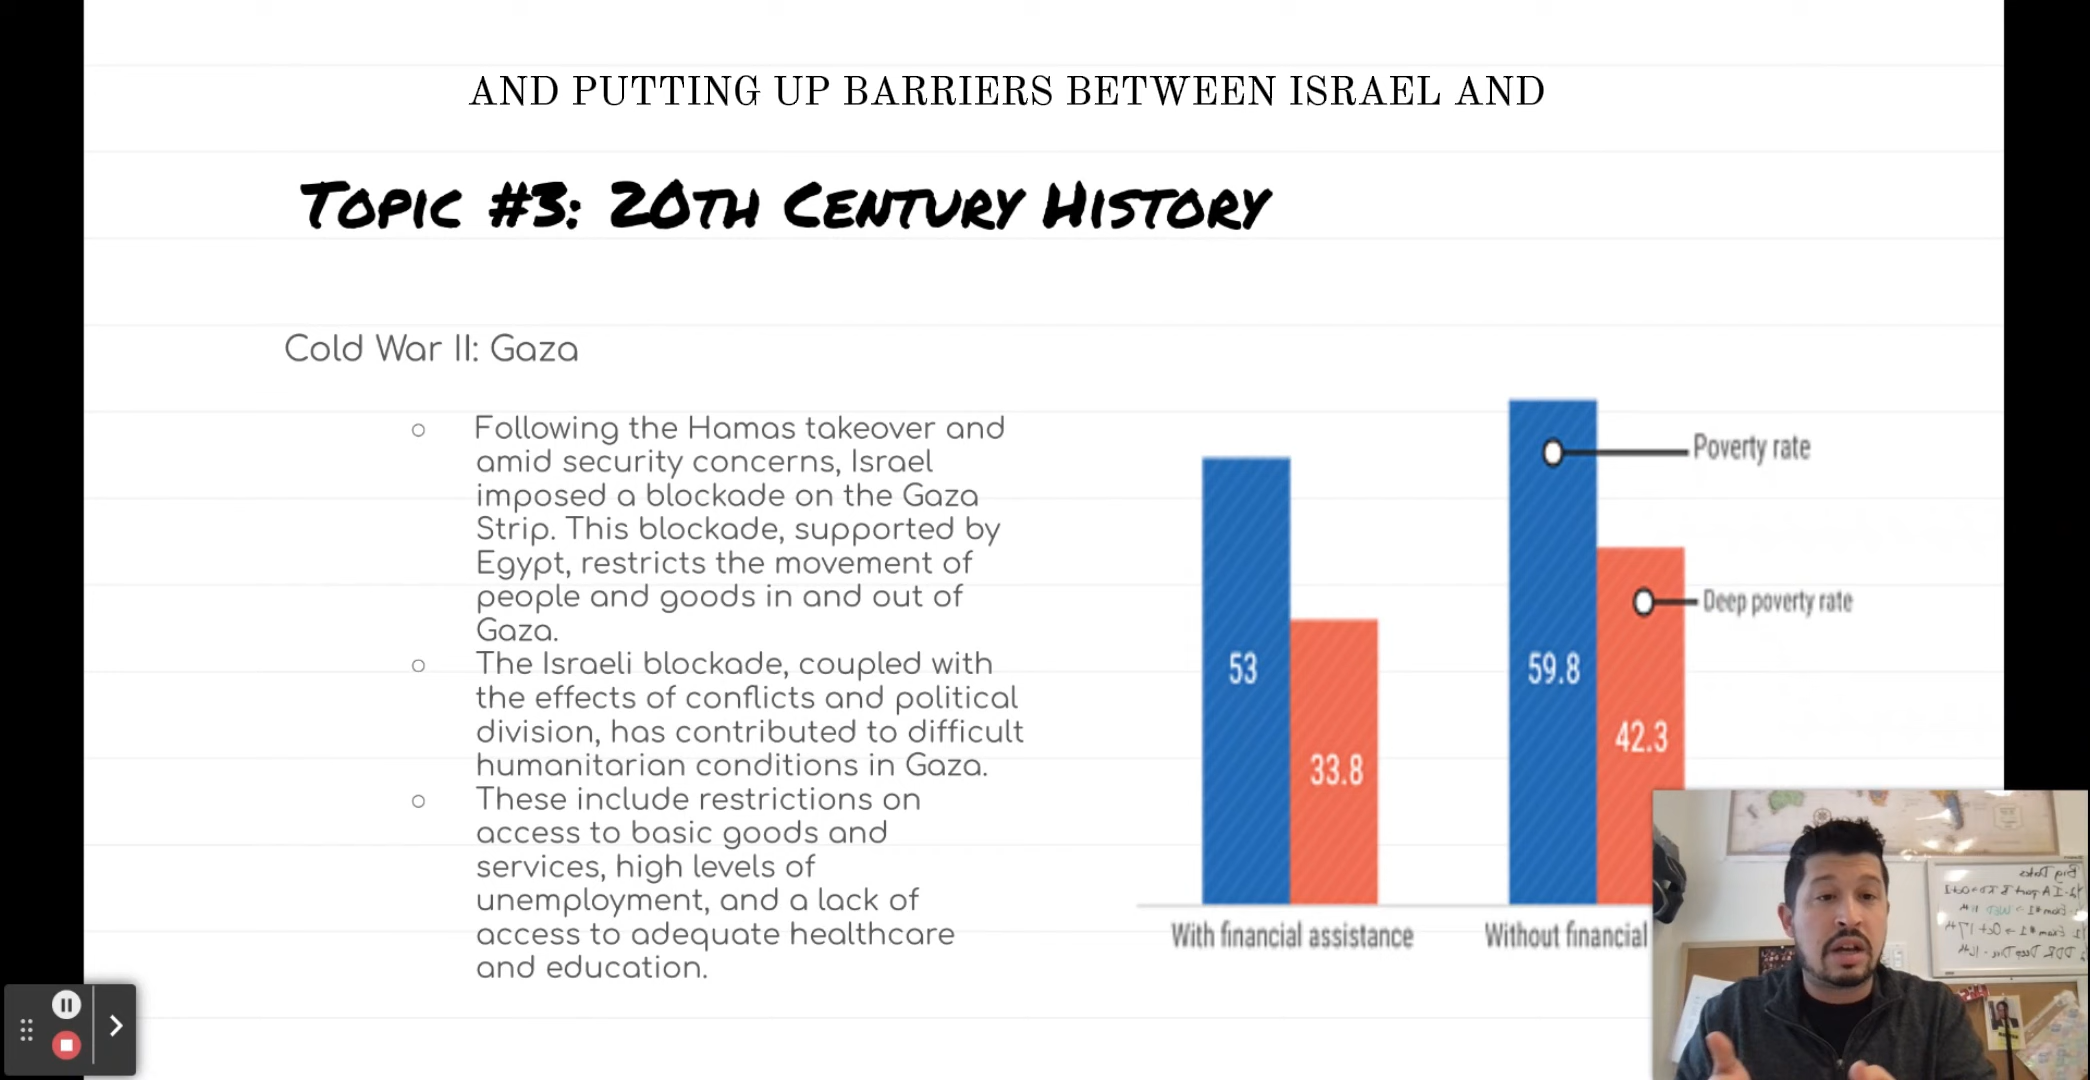 AND PUTTING UP BARRIERS BETWEEN ISRAEL AND
TOPIC #3: 20TH CENTURY HISTORY
Cold War II: Gaza
Following the Hamas takeover and
amid security concerns, Israel
imposed a blockade on the Gaza
Strip. This blockade, supported by
Egypt, restricts the movement of
people and goods in and out of
Gaza.
The Israeli blockade, coupled with
the effects of conflicts and political
division, has contributed to difficult
humanitarian conditions in Gaza.
These include restrictions on
access to basic goods and
services, high levels of
unemployment, and a lack of
access to adequate healthcare
and education.
Poverty rate
Deep poverty rate
53
59.8
33.8
42.3
With financial assistance
Without financial
Big Dates